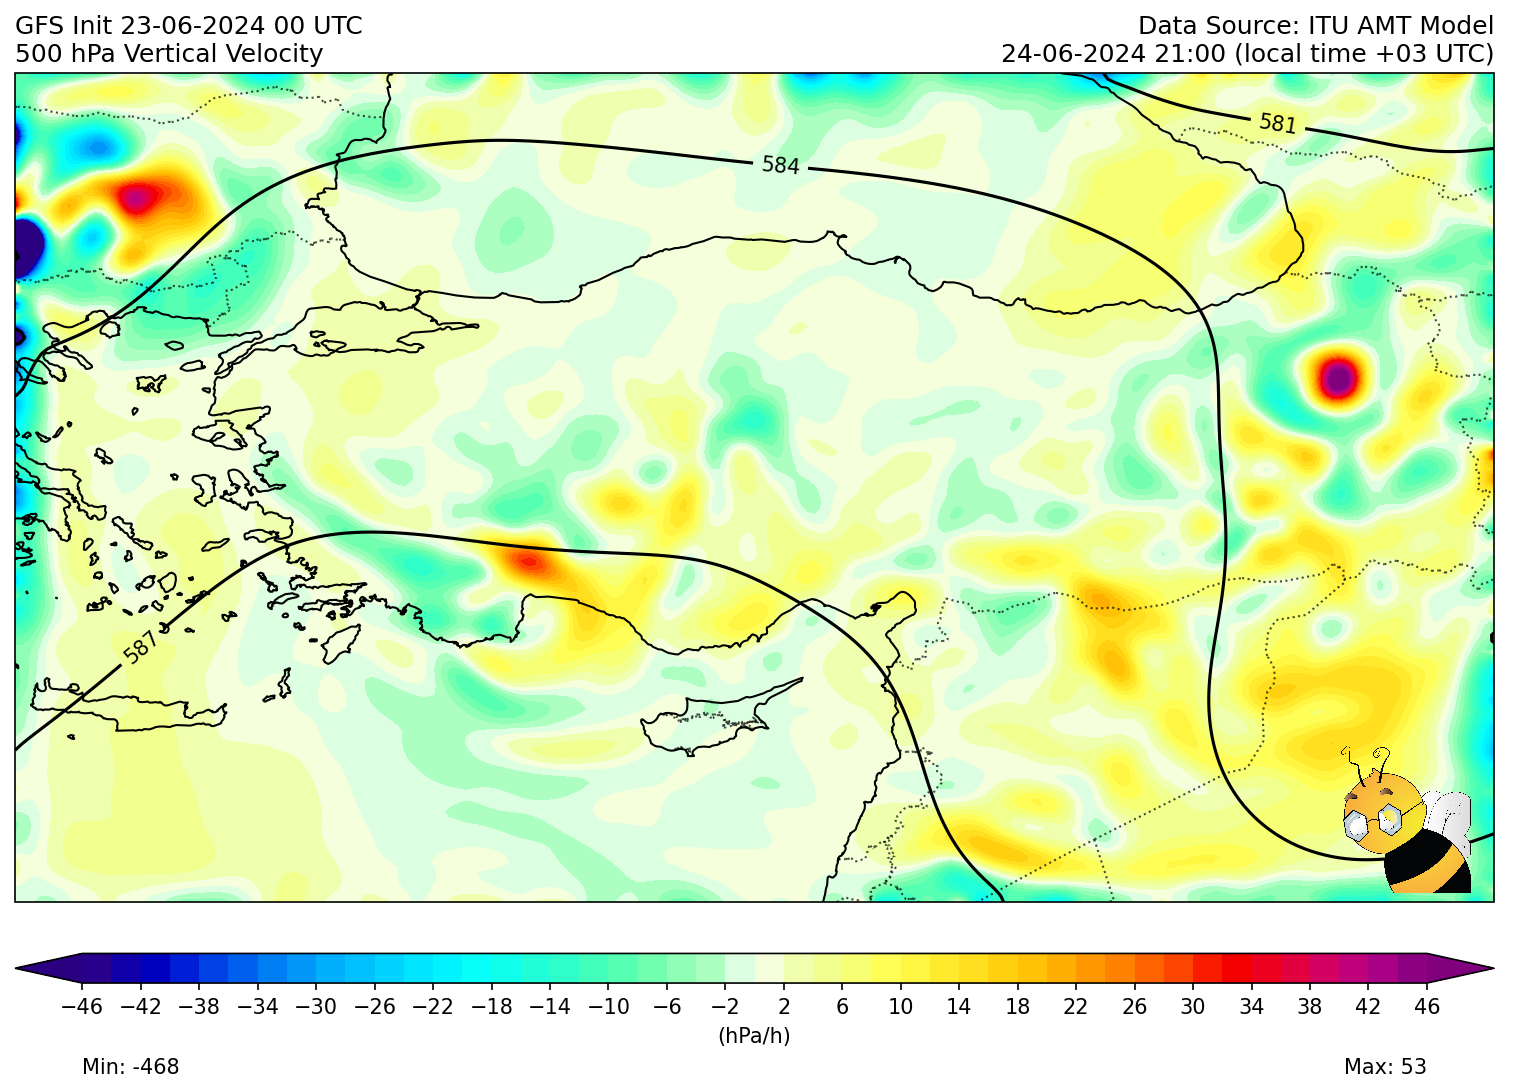 GFS Init 23-06-2024 00 UTC
Data Source: ITU AMT Model
500 hPa Vertical Velocity
24-06-2024 21:00 (local time +03 UTC)
581
584
587
−46 −42 −38 −34 −30 −26 −22 −18 −14 −10 −6 −2 2 6 10 14 18 22 26 30 34 38 42 46
(hPa/h)
Min: -468
Max: 53